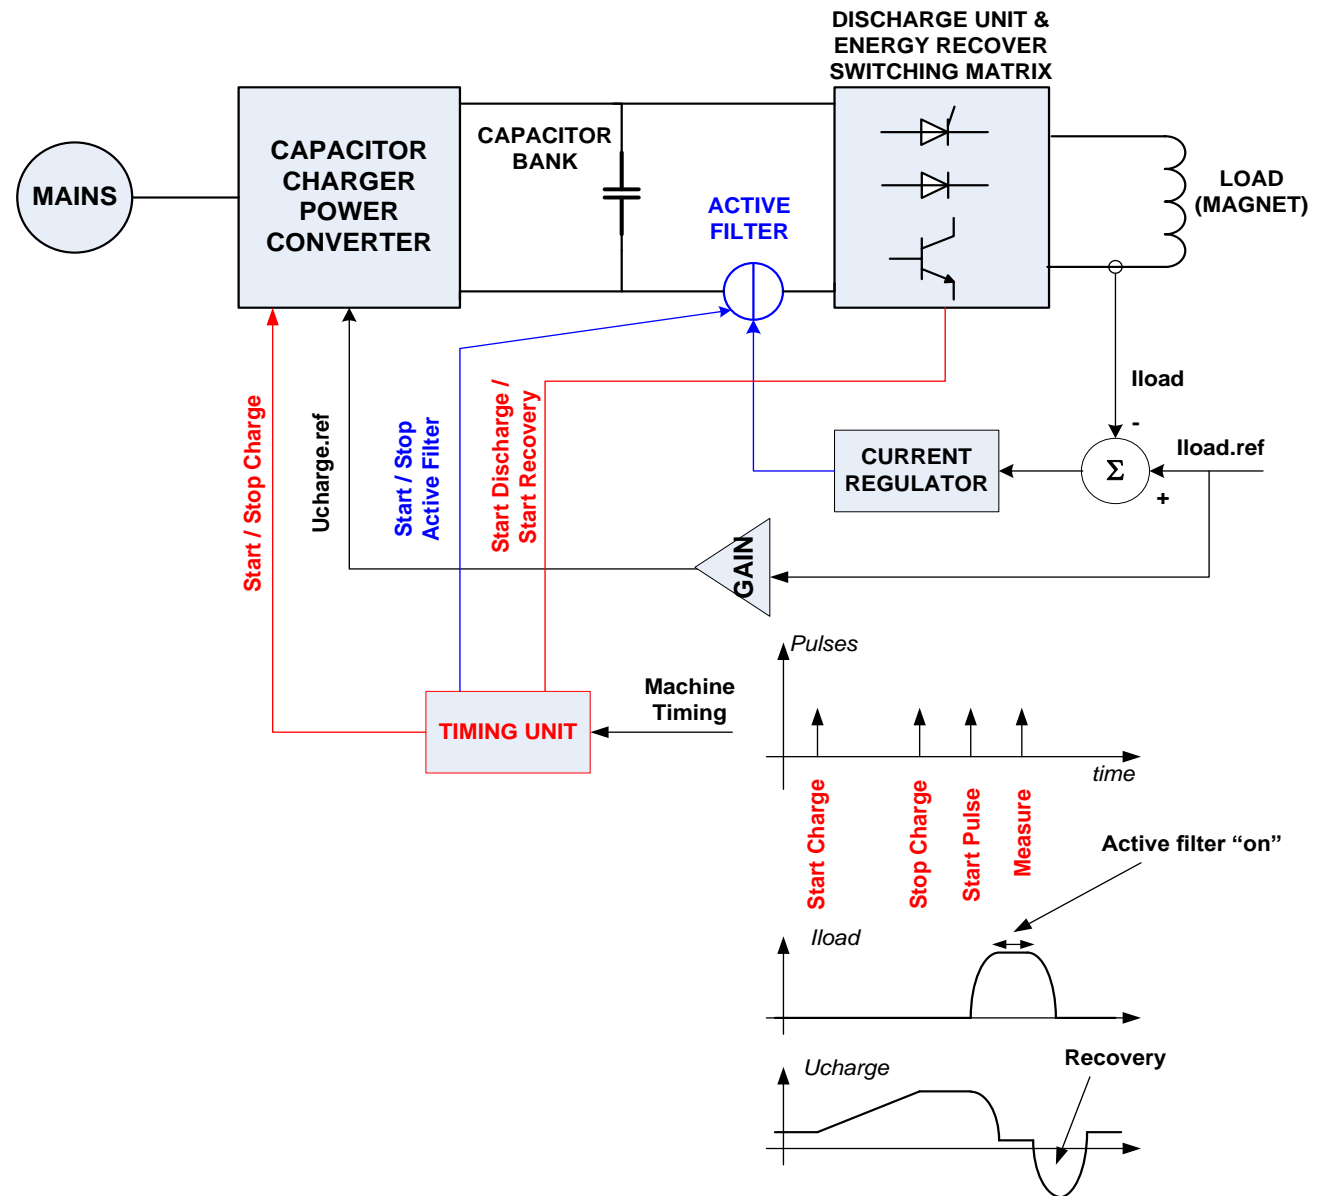 DISCHARGE UNIT &
ENERGY RECOVER
SWITCHING MATRIX
MAINS
CAPACITOR
CHARGER
POWER
CONVERTER
CAPACITOR
BANK
ACTIVE
FILTER
LOAD
(MAGNET)
Start / Stop Charge
Ucharge.ref
Start / Stop
Active Filter
Start Discharge /
Start Recovery
Iload
-
CURRENT
REGULATOR
Σ
Iload.ref
+
GAIN
TIMING UNIT
Machine
Timing
Pulses
time
Start Charge
Stop Charge
Start Pulse
Measure
Active filter “on”
Iload
Ucharge
Recovery